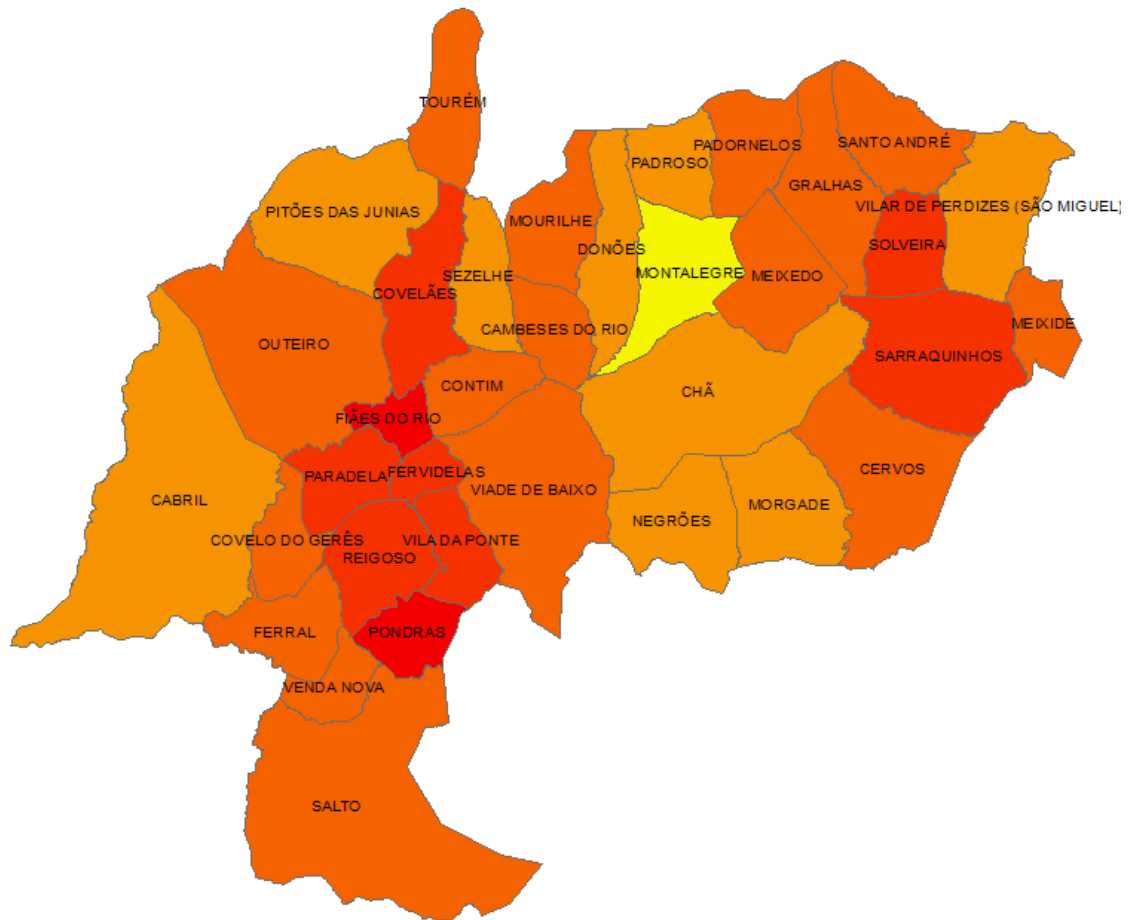 TOURÉM
SANTO ANDRÉ
PADORNELOS
PADROSO
GRALHAS
VILAR DE PERDIZES (SÃO MIGUEL)
PITÕES DAS JUNIAS
MOURILHE
SOLVEIRA
DONÕES
SEZELHE
MONTALEGRE
MEIXEDO
COVELÃES
MEIXIDE
CAMBESES DO RIO
OUTEIRO
SARRAQUINHOS
CONTIM
CHÃ
FIÃES DO RIO
CERVOS
FERVIDELAS
PARADELA
VIADE DE BAIXO
CABRIL
MORGADE
NEGRÕES
COVELO DO GERÊS
VILA DA PONTE
REIGOSO
FERRAL
PONDRAS
VENDA NOVA
SALTO